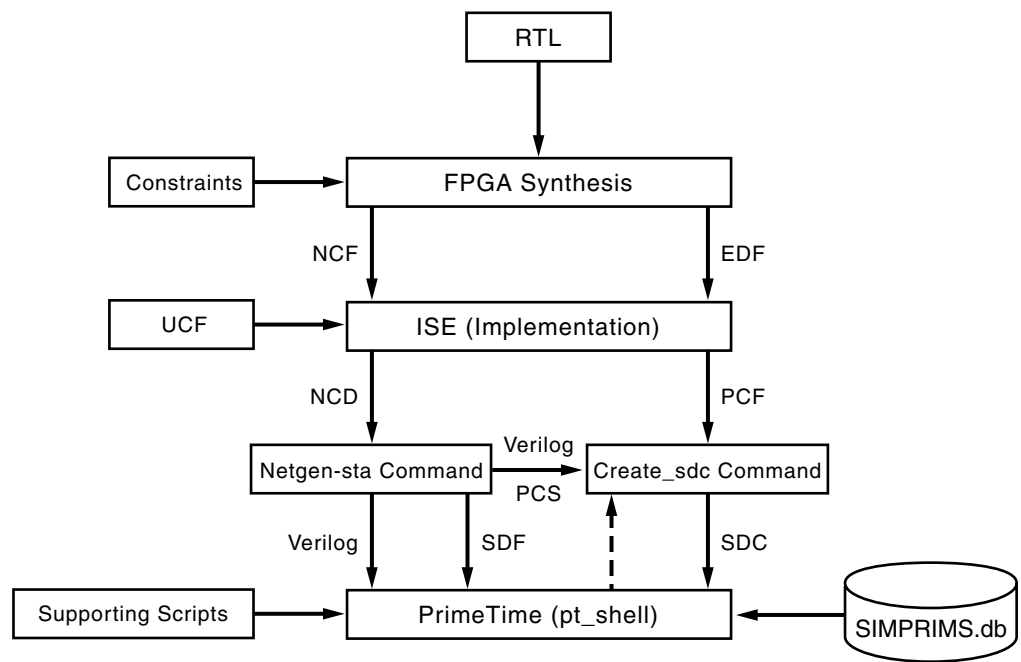 RTL
Constraints
FPGA Synthesis
NCF
EDF
UCF
ISE (Implementation)
NCD
PCF
Verilog
Netgen-sta Command
Create_sdc Command
PCS
Verilog
SDF
SDC
Supporting Scripts
PrimeTime (pt_shell)
SIMPRIMS.db